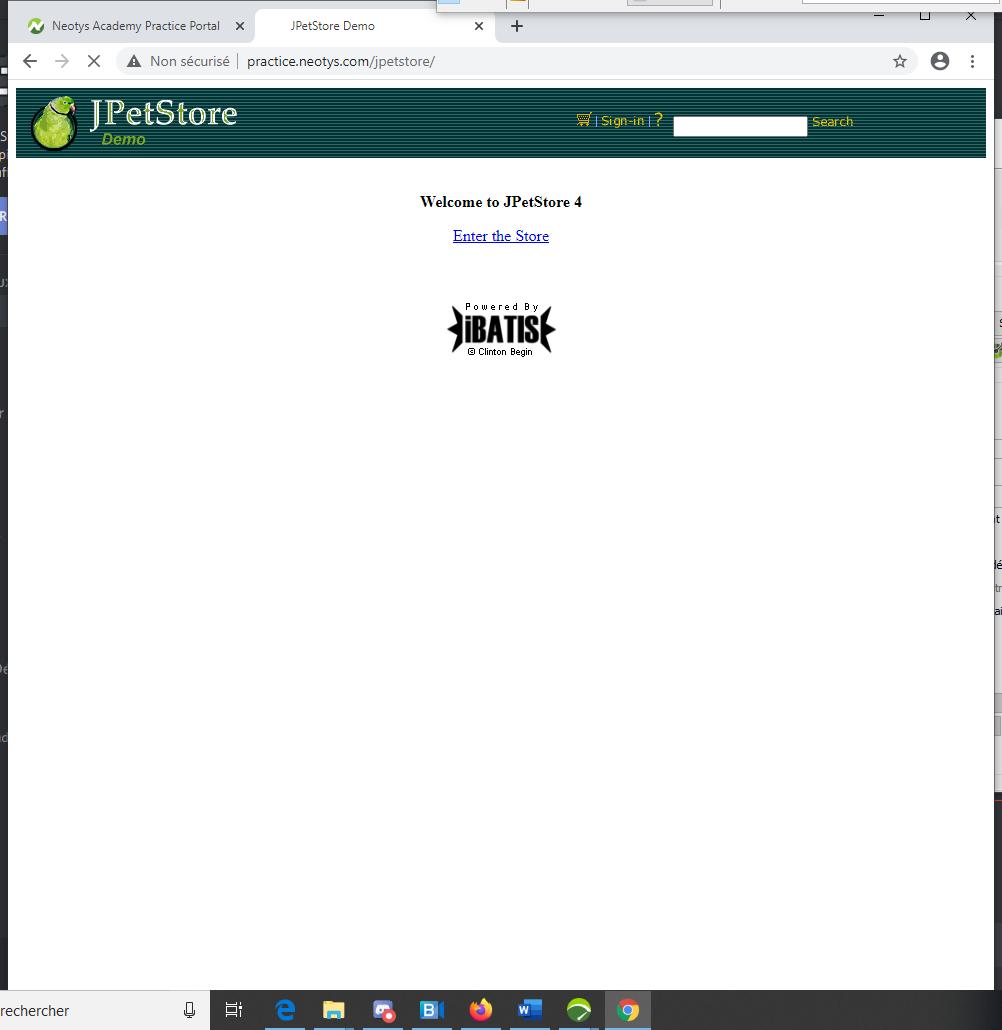 Neotys Academy Practice Portal
JPetStore Demo
Non sécurisé
practice.neotys.com/jpetstore/
JPetStore
Demo
| Sign-in | ?
Search
Welcome to JPetStore 4
Enter the Store
Powered By
iBATIS
© Clinton Begin
rechercher